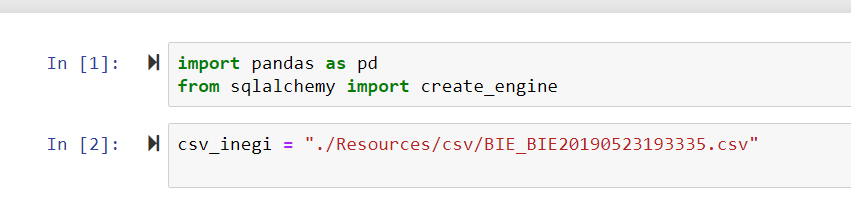 In [1]:
import pandas as pd
from sqlalchemy import create_engine
In [2]:
csv_inegi = "./Resources/csv/BIE_BIE20190523193335.csv"